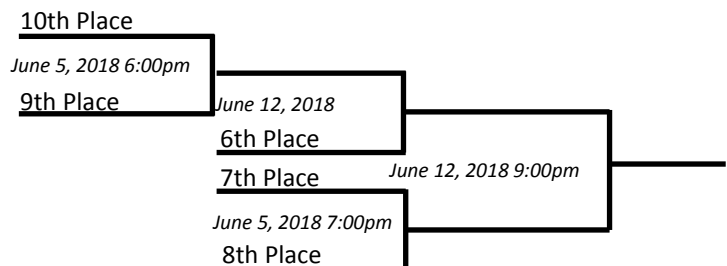 10th Place
June 5, 2018 6:00pm
9th Place
June 12, 2018
6th Place
7th Place
June 12, 2018 9:00pm
June 5, 2018 7:00pm
8th Place